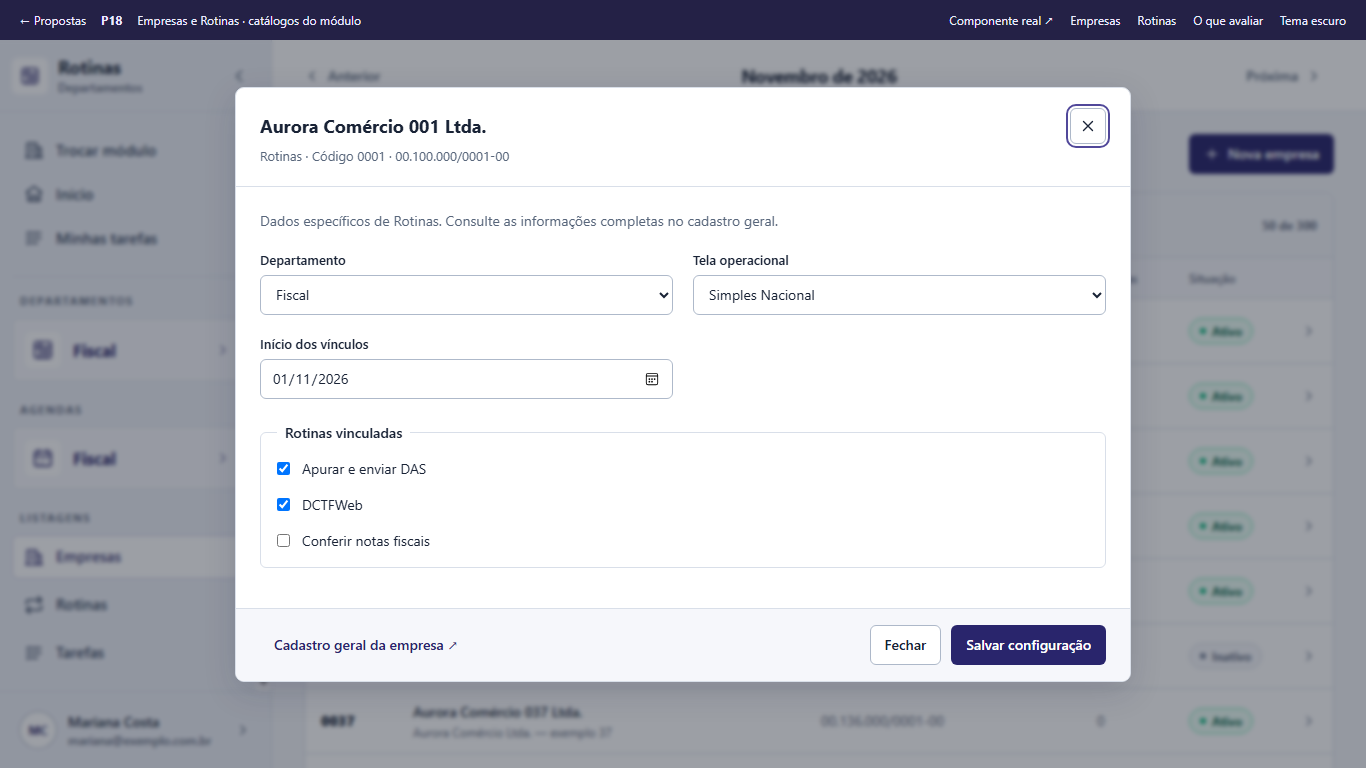 ← Propostas P18 Empresas e Rotinas · catálogos do módulo Componente real ↗ Empresas Rotinas O que avaliar Tema escuro
Rotinas
Departamentos
Anterior Novembro de 2026 Próxima
Trocar módulo
Início
Minhas tarefas
+ Nova empresa
50 de 300
DEPARTAMENTOS
Situação
Fiscal
Ativo
AGENDAS
Ativo
Fiscal
Ativo
LISTAGENS
Ativo
Empresas
Rotinas
Ativo
Tarefas
Inativo
MC
Mariana Costa
mariana@exemplo.com.br
0037 Aurora Comércio 037 Ltda. 00.136.000/0001-00 0 Ativo
Aurora Comércio Ltda. — exemplo 37
Aurora Comércio 001 Ltda.
Rotinas · Código 0001 · 00.100.000/0001-00
Dados específicos de Rotinas. Consulte as informações completas no cadastro geral.
Departamento Tela operacional
Fiscal Simples Nacional
Início dos vínculos
01/11/2026
Rotinas vinculadas
Apurar e enviar DAS
DCTFWeb
Conferir notas fiscais
Cadastro geral da empresa ↗ Fechar Salvar configuração